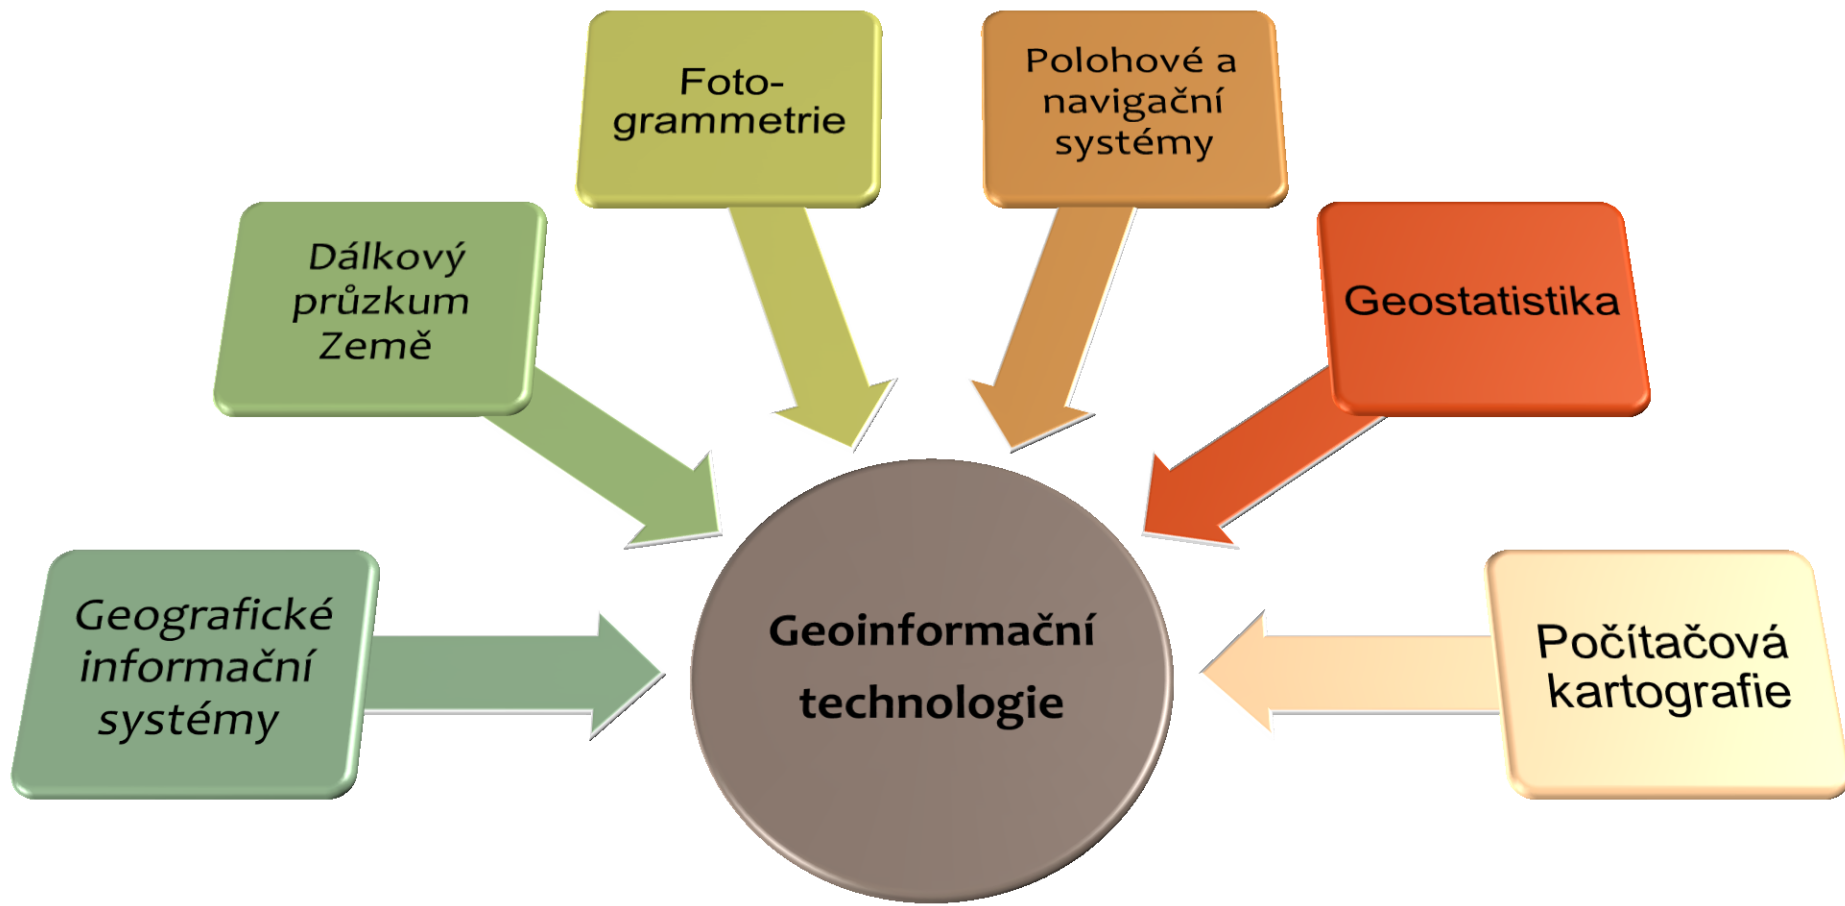 Foto-
grammetrie
Polohové a
navigační
systémy
Dálkový
průzkum
Země
Geostatistika
Geografické
informační
systémy
Geoinformační
technologie
Počítačová
kartografie